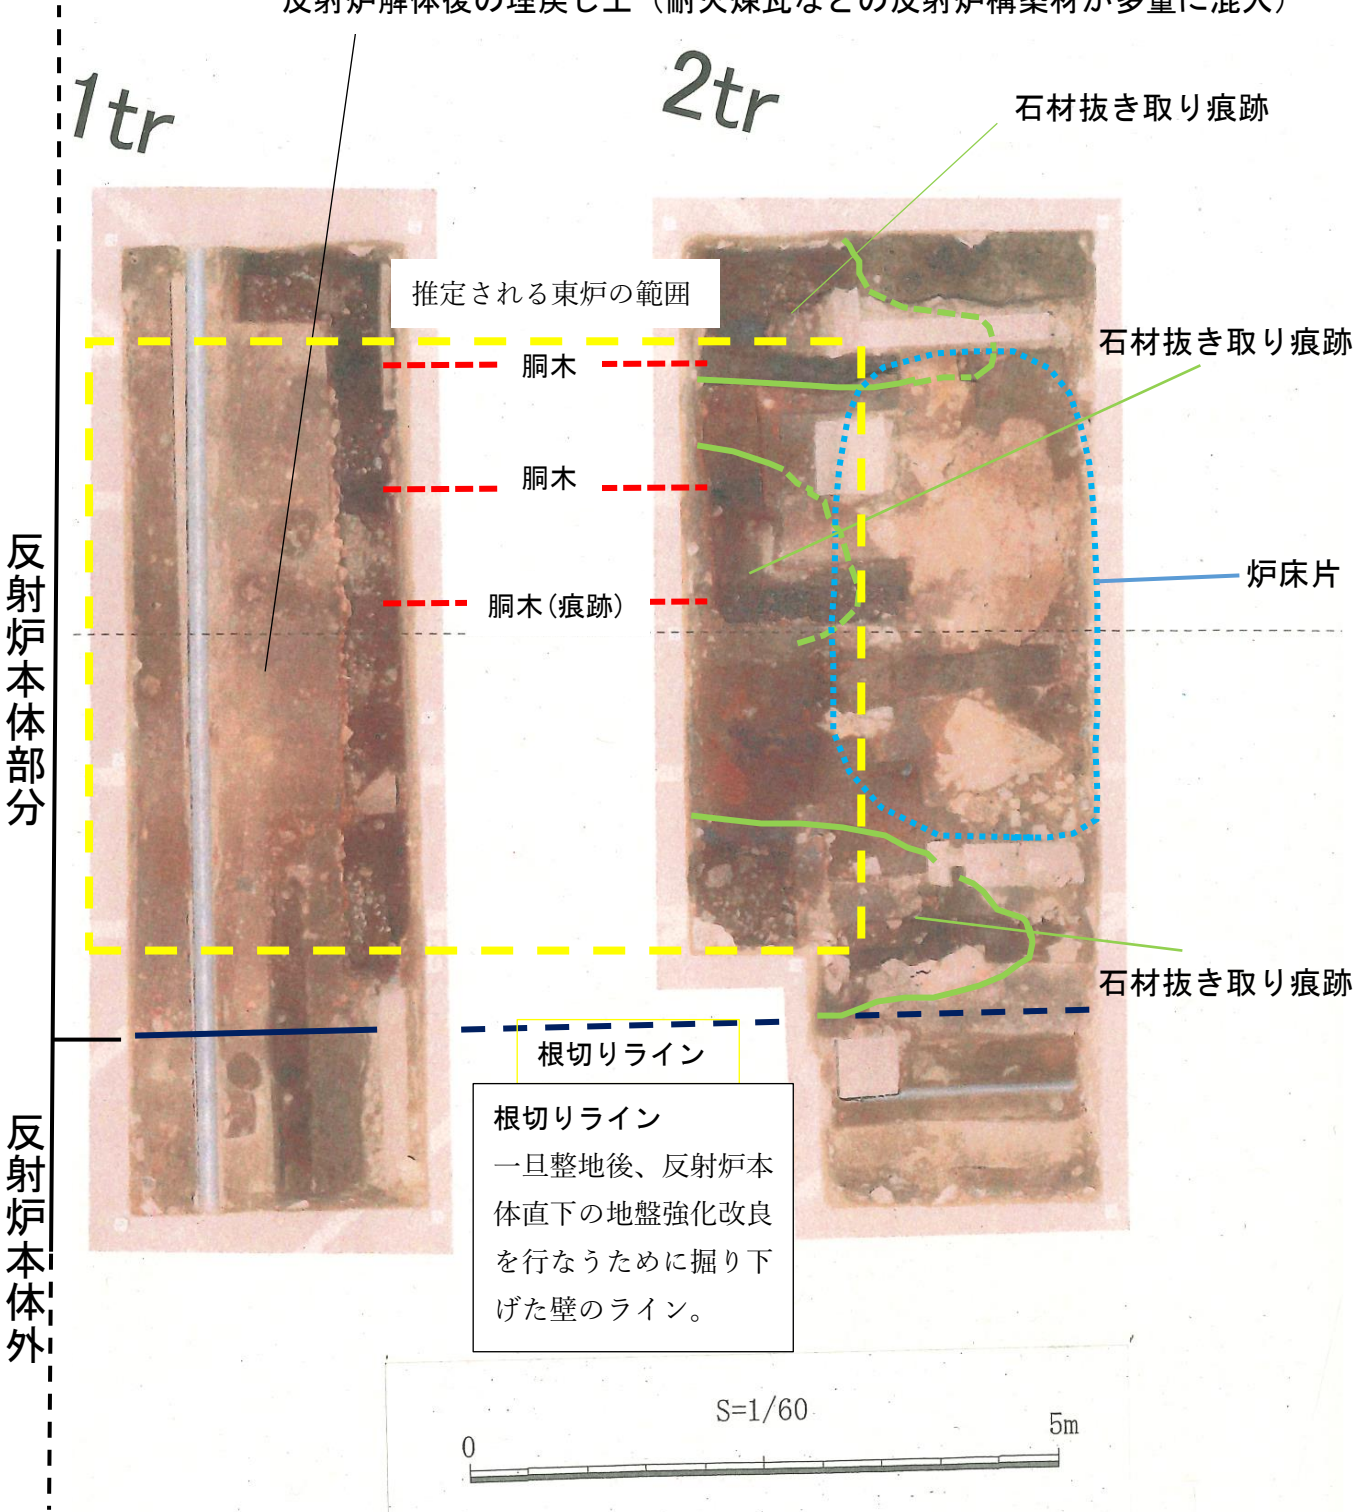 反射炉解体後の埋戻し土（耐火煉瓦などの反射炉構築材が多量に混入）
1tr
2tr
石材抜き取り痕跡
推定される東炉の範囲
石材抜き取り痕跡
胴木
胴木
炉床片
胴木(痕跡)
反射炉本体部分
石材抜き取り痕跡
根切りライン
根切りライン
一旦整地後、反射炉本
体直下の地盤強化改良
を行なうために掘り下
げた壁のライン。
反射炉本体外
S=1/60
0
5m